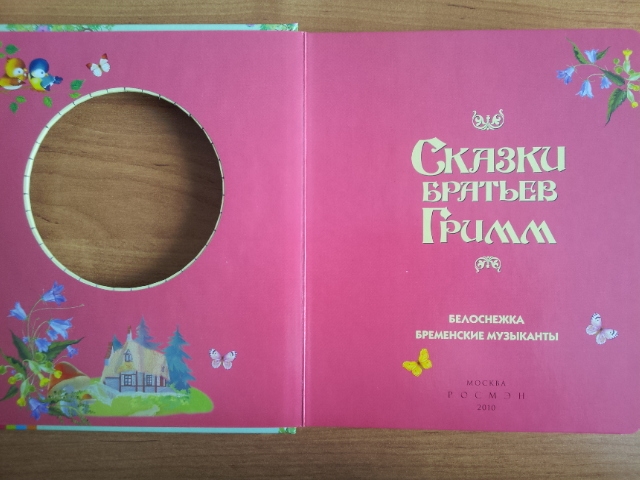 Сказки
братьев
Гримм
БЕЛОСНЕЖКА
БРЕМЕНСКИЕ МУЗЫКАНТЫ
МОСКВА
РОСМЭН
2010